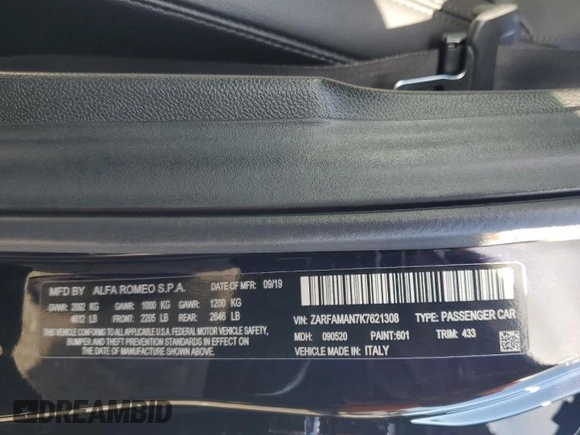 MFD BY ALFA ROMEO S.P.A. DATE OF MFR: 09/19
GVWR: 2092 KG GAWR: 1000 KG GAWR: 1200 KG
4612 LB FRONT: 2205 LB REAR: 2646 LB
THIS VEHICLE CONFORMS TO ALL
APPLICABLE U.S.A. FEDERAL MOTOR VEHICLE SAFETY,
BUMPER, AND THEFT PREVENTION STANDARDS IN
EFFECT ON THE DATE OF MANUFACTURE SHOWN ABOVE.
VIN: ZARFAMAN7K7621308 TYPE: PASSENGER CAR
MDH: 090520 PAINT:601 TRIM: 433
VEHICLE MADE IN: ITALY
DREAMBID